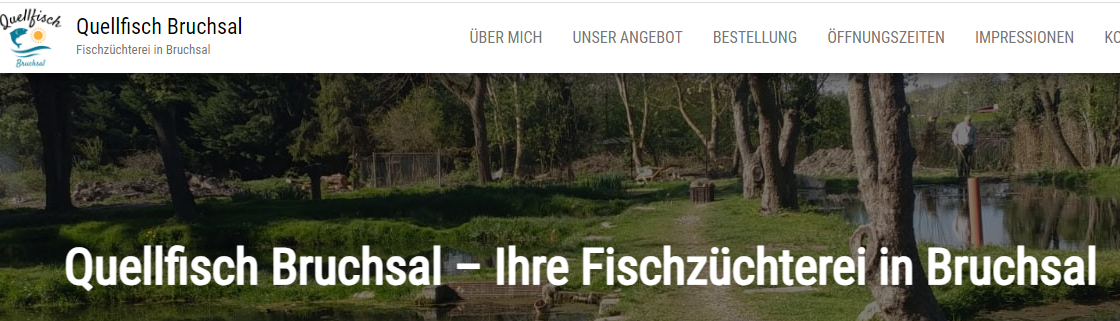 Quellfisch
Bruchsal
Quellfisch Bruchsal
Fischzüchterei in Bruchsal
ÜBER MICH UNSER ANGEBOT BESTELLUNG ÖFFNUNGSZEITEN IMPRESSIONEN KO
Quellfisch Bruchsal – Ihre Fischzüchterei in Bruchsal